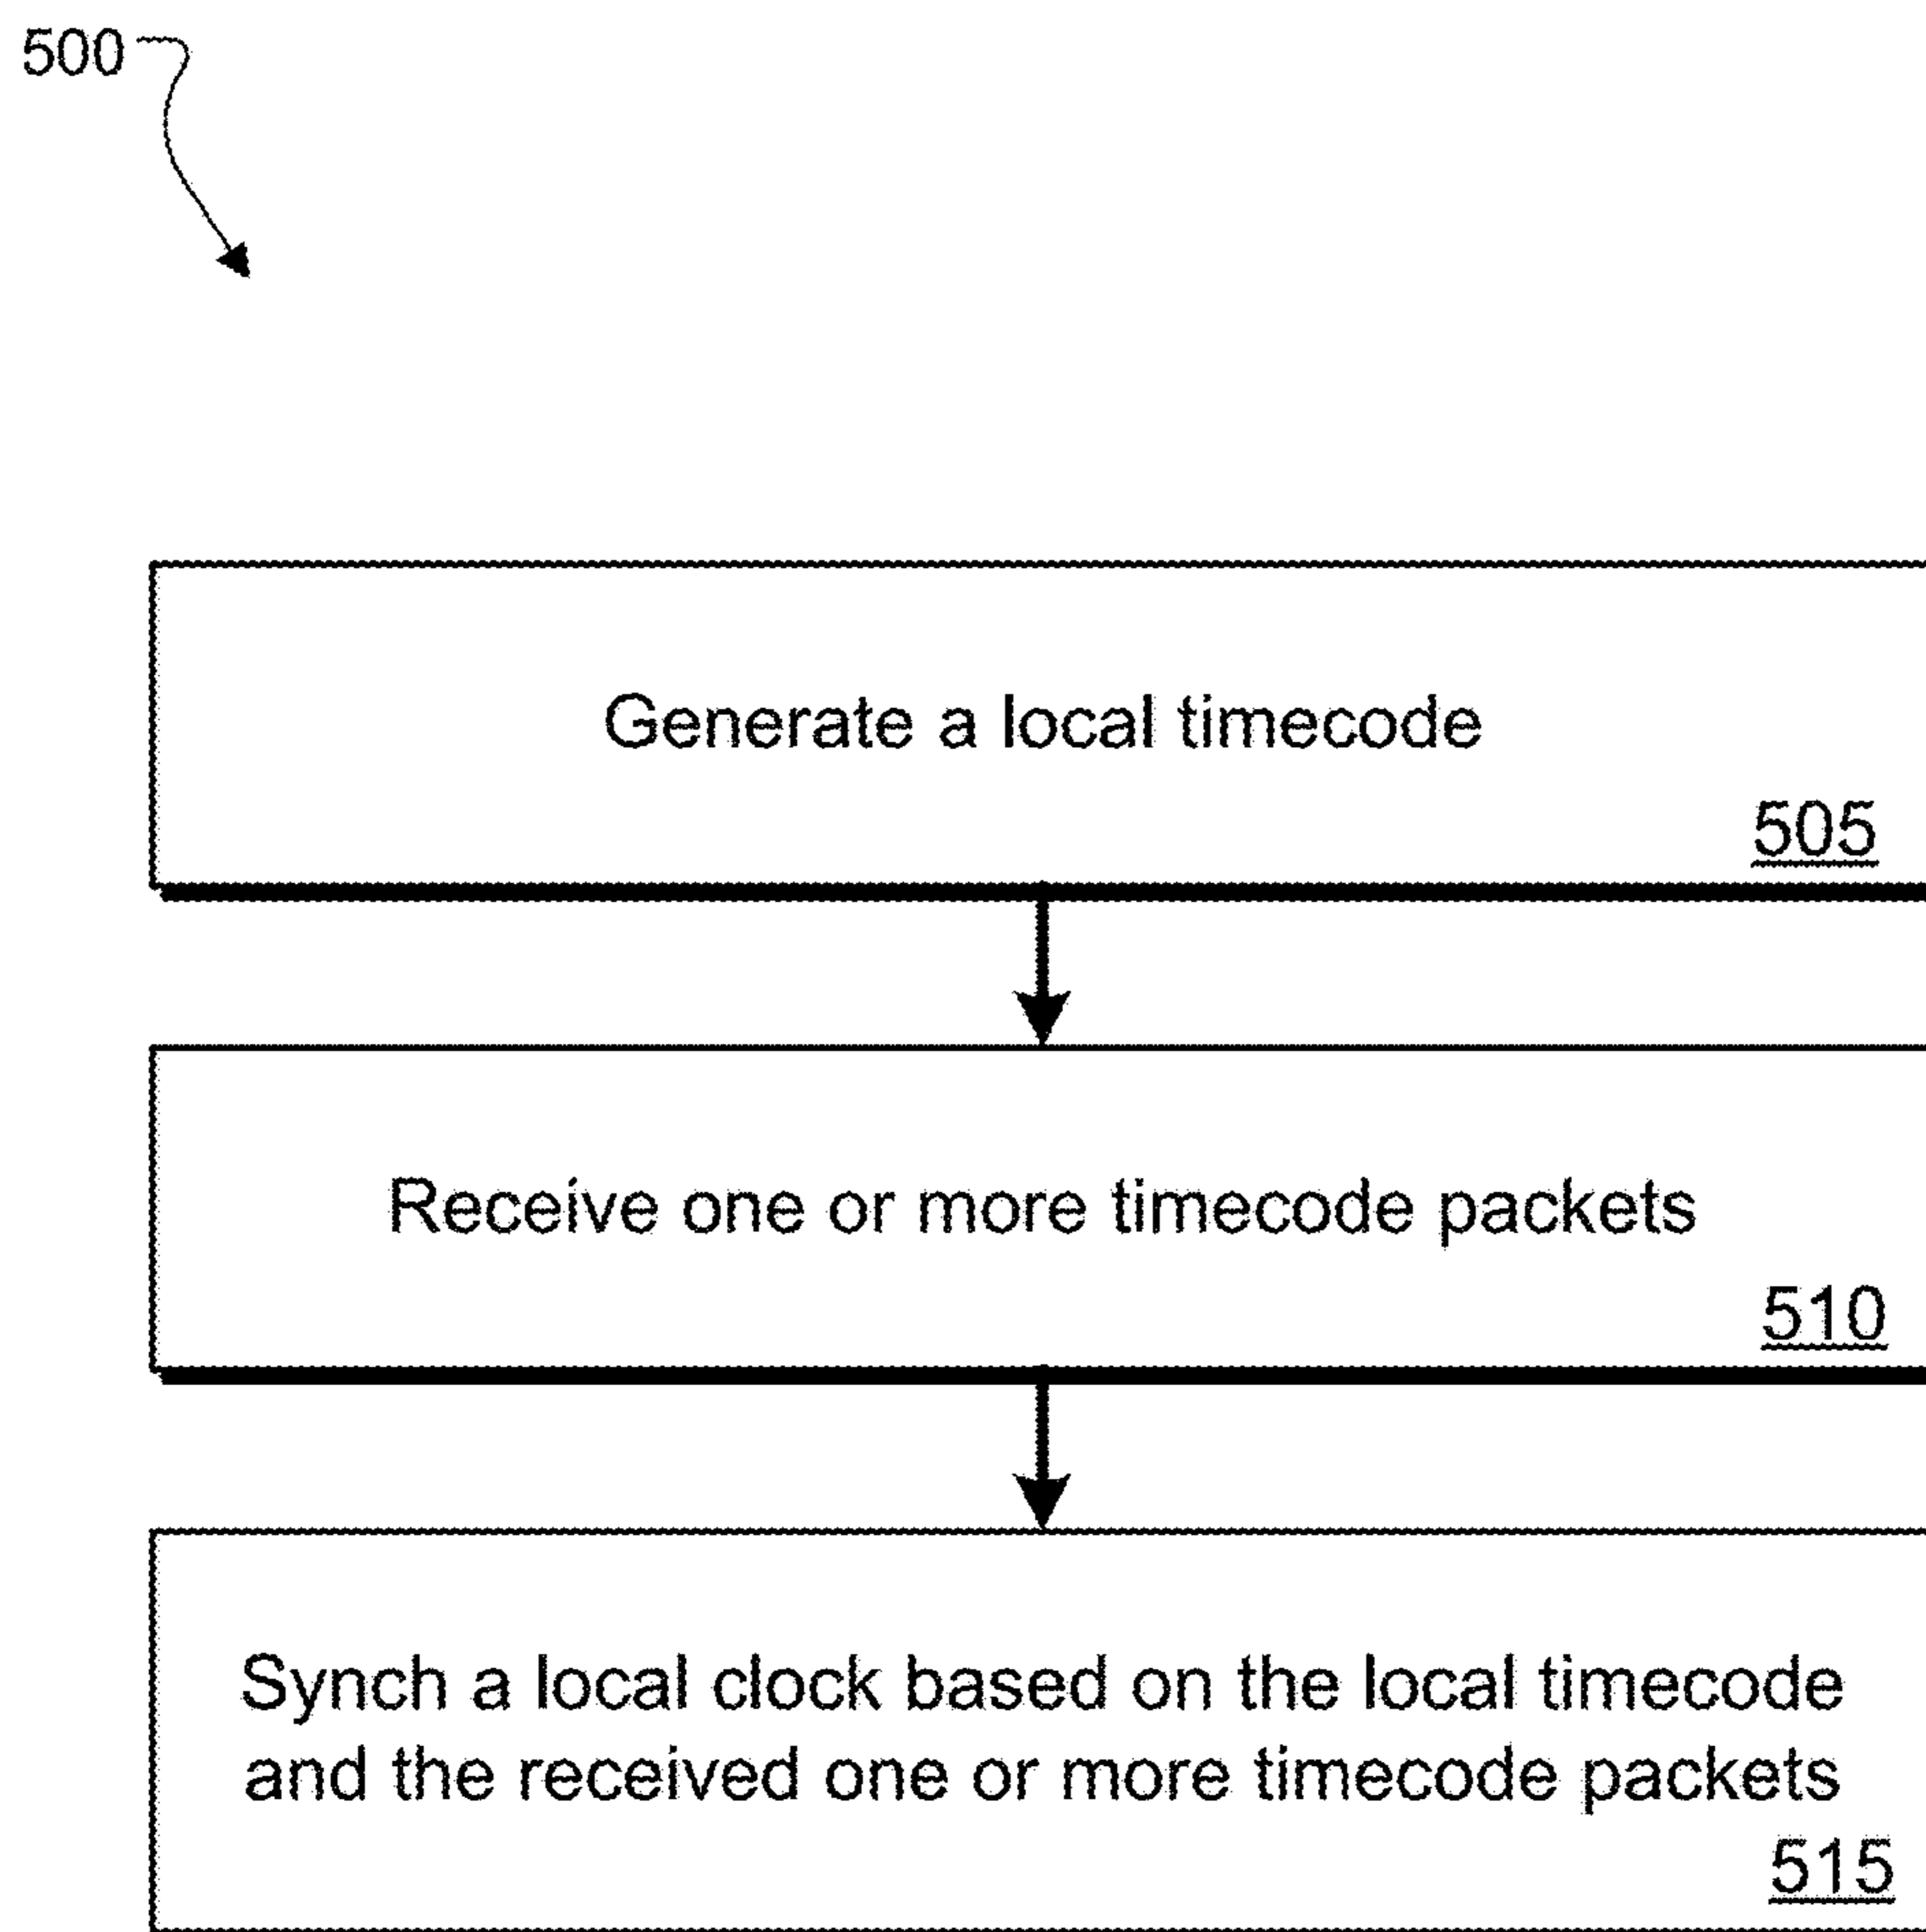 500
Generate a local timecode
505
Receive one or more timecode packets
510
Synch a local clock based on the local timecode
and the received one or more timecode packets
515